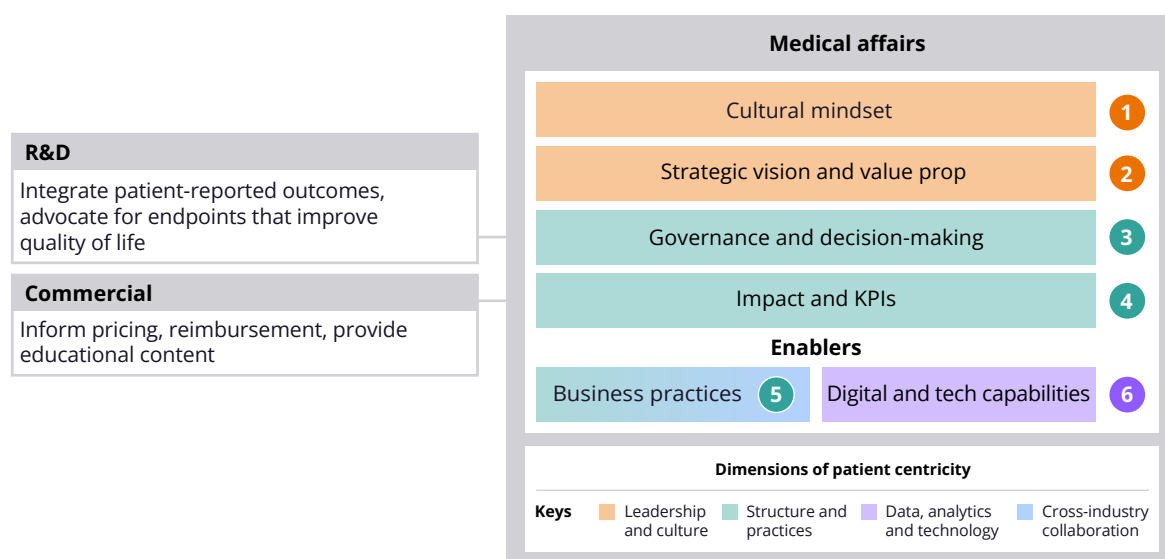 R&D
Integrate patient-reported outcomes,
advocate for endpoints that improve
quality of life
Commercial
Inform pricing, reimbursement, provide
educational content
Medical affairs
Cultural mindset 1
Strategic vision and value prop 2
Governance and decision-making 3
Impact and KPIs 4
Enablers
Business practices 5
Digital and tech capabilities 6
Dimensions of patient centricity
Keys
Leadership
and culture
Structure and
practices
Data, analytics
and technology
Cross-industry
collaboration